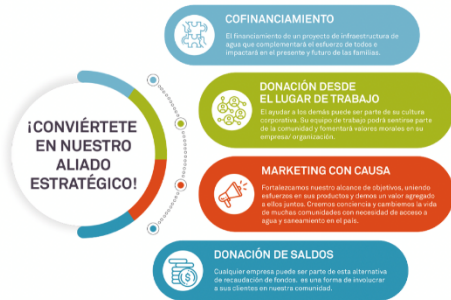 ¡CONVIÉRTETE
EN NUESTRO
ALIADO
ESTRATÉGICO!
COFINANCIAMIENTO
El financiamiento de un proyecto de infraestructura de
agua que complementará el esfuerzo de todos e
impactará en el presente y futuro de las familias.
DONACIÓN DESDE
EL LUGAR DE TRABAJO
El ayudar a los demás puede ser parte de su cultura
corporativa. Su equipo de trabajo podrá sentirse parte
de la comunidad y fomentará valores morales en su
empresa/ organización.
MARKETING CON CAUSA
Fortalezcamos nuestro alcance de objetivos, uniendo
esfuerzos en sus productos y demos un valor agregado
a ellos juntos. Creemos conciencia y cambiemos la vida
de muchas comunidades con necesidad de acceso a
agua y saneamiento en el país.
DONACIÓN DE SALDOS
Cualquier empresa puede ser parte de esta alternativa
de recaudación de fondos. es una forma de involucrar
a sus clientes en nuestra comunidad.